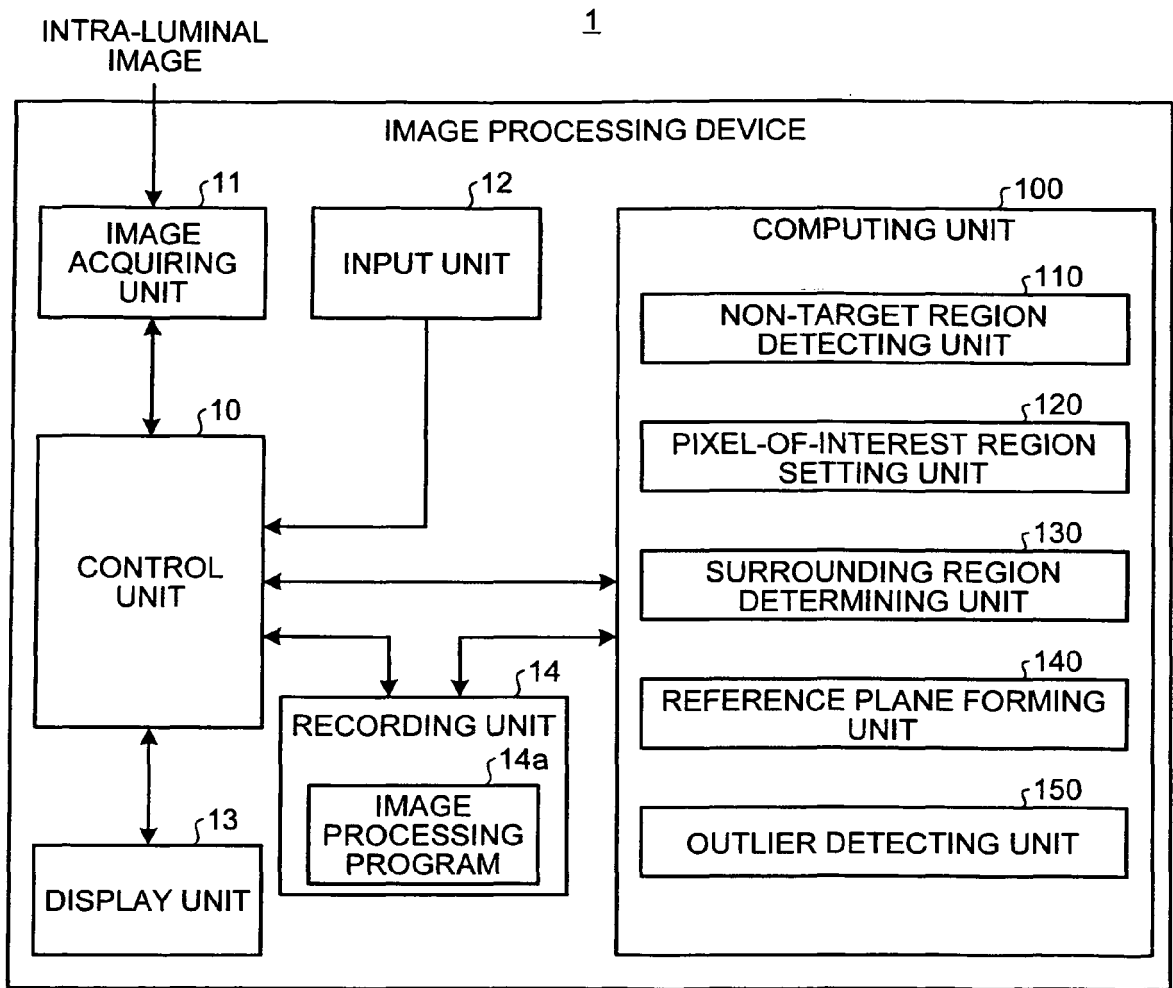 1
INTRA-LUMINAL
IMAGE
IMAGE PROCESSING DEVICE
11
IMAGE
ACQUIRING
UNIT
12
INPUT UNIT
100
COMPUTING UNIT
110
NON-TARGET REGION
DETECTING UNIT
10
CONTROL
UNIT
120
PIXEL-OF-INTEREST REGION
SETTING UNIT
130
SURROUNDING REGION
DETERMINING UNIT
14
RECORDING UNIT
14a
IMAGE
PROCESSING
PROGRAM
140
REFERENCE PLANE FORMING
UNIT
13
DISPLAY UNIT
150
OUTLIER DETECTING UNIT